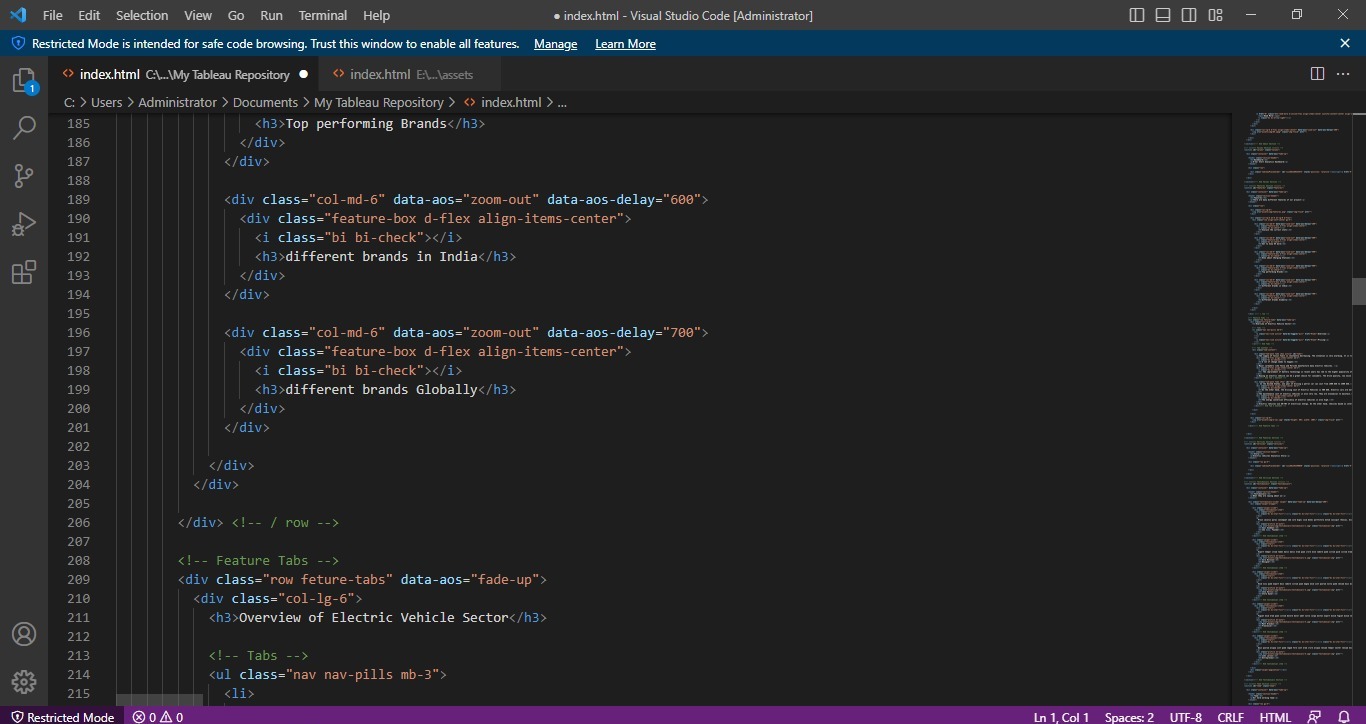 File Edit Selection View Go Run Terminal Help ● index.html - Visual Studio Code [Administrator]
Restricted Mode is intended for safe code browsing. Trust this window to enable all features. Manage Learn More
1
index.html C:\...\My Tableau Repository ● index.html E:\...\assets
C: > Users > Administrator > Documents > My Tableau Repository > <> index.html > ...
185 <h3>Top performing Brands</h3>
186 </div>
187 </div>
188
189 <div class="col-md-6" data-aos="zoom-out" data-aos-delay="600">
190 <div class="feature-box d-flex align-items-center">
191 <i class="bi bi-check"></i>
192 <h3>different brands in India</h3>
193 </div>
194 </div>
195
196 <div class="col-md-6" data-aos="zoom-out" data-aos-delay="700">
197 <div class="feature-box d-flex align-items-center">
198 <i class="bi bi-check"></i>
199 <h3>different brands Globally</h3>
200 </div>
201 </div>
202
203 </div>
204 </div>
205
206 </div> <!-- / row -->
207
208 <!-- Feature Tabs -->
209 <div class="row feture-tabs" data-aos="fade-up">
210 <div class="col-lg-6">
211 <h3>Overview of Electric Vehicle Sector</h3>
212
213 <!-- Tabs -->
214 <ul class="nav nav-pills mb-3">
215 <li>
Restricted Mode 0 0 Ln 1, Col 1 Spaces: 2 UTF-8 CRLF HTML